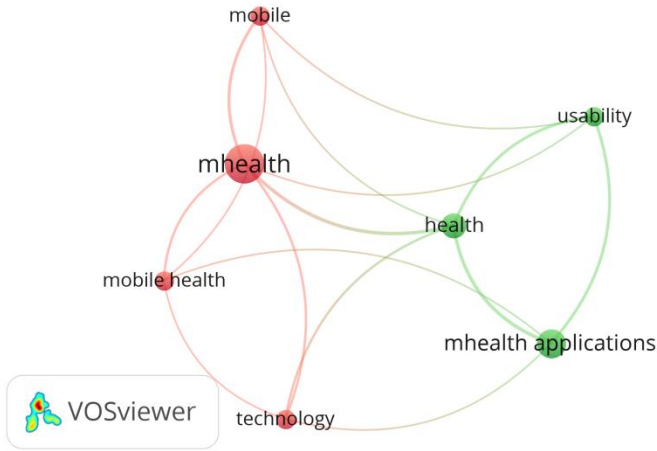 mobile
usability
mhealth
health
mobile health
mhealth applications
VOSviewer
technology